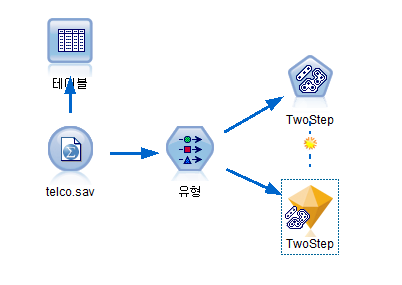 테이블
TwoStep
telco.sav
유형
TwoStep